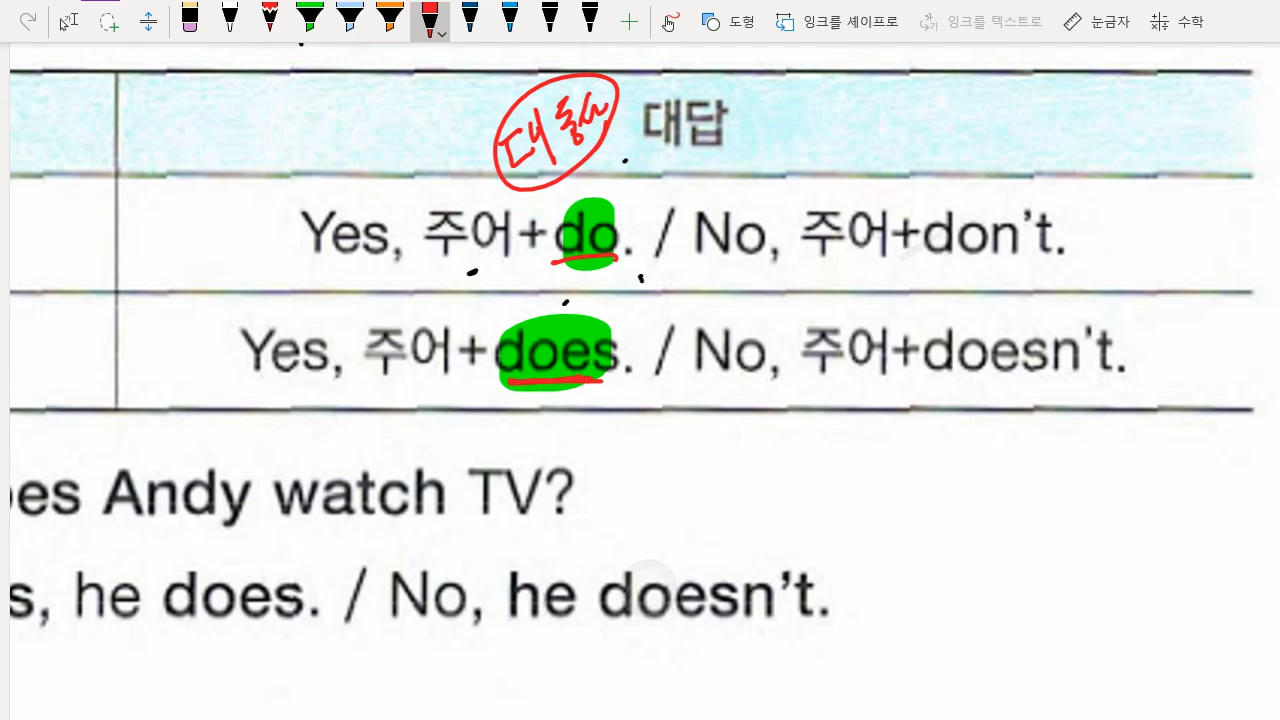 도형 잉크를 셰이프로 잉크를 텍스트로 눈금자 수학
대동사 대답
Yes, 주어+do. / No, 주어+don't.
Yes, 주어+does. / No, 주어+doesn't.
es Andy watch TV?
s, he does. / No, he doesn't.